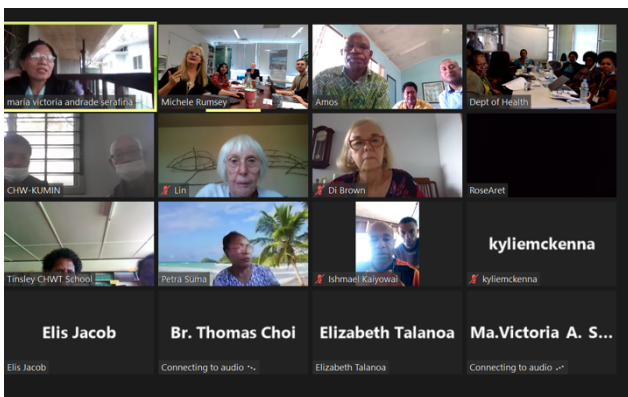 maria victoria andrade serafina
Michele Rumsey
Amos
Dept of Health
CHW-KUMIN
Lin
Di Brown
RoseAret
Tinsley CHWT School
Petra Suma
Ishmael Kaiyowai
kyliemckenna
kyliemckenna
Elis Jacob
Br. Thomas Choi
Elizabeth Talanoa
Ma.Victoria A. S...
Elis Jacob
Connecting to audio
Elizabeth Talanoa
Connecting to audio